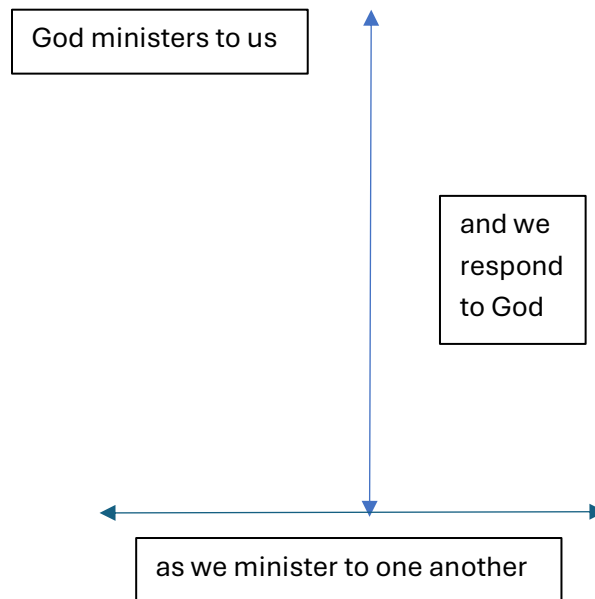 God ministers to us
and we
respond
to God
as we minister to one another